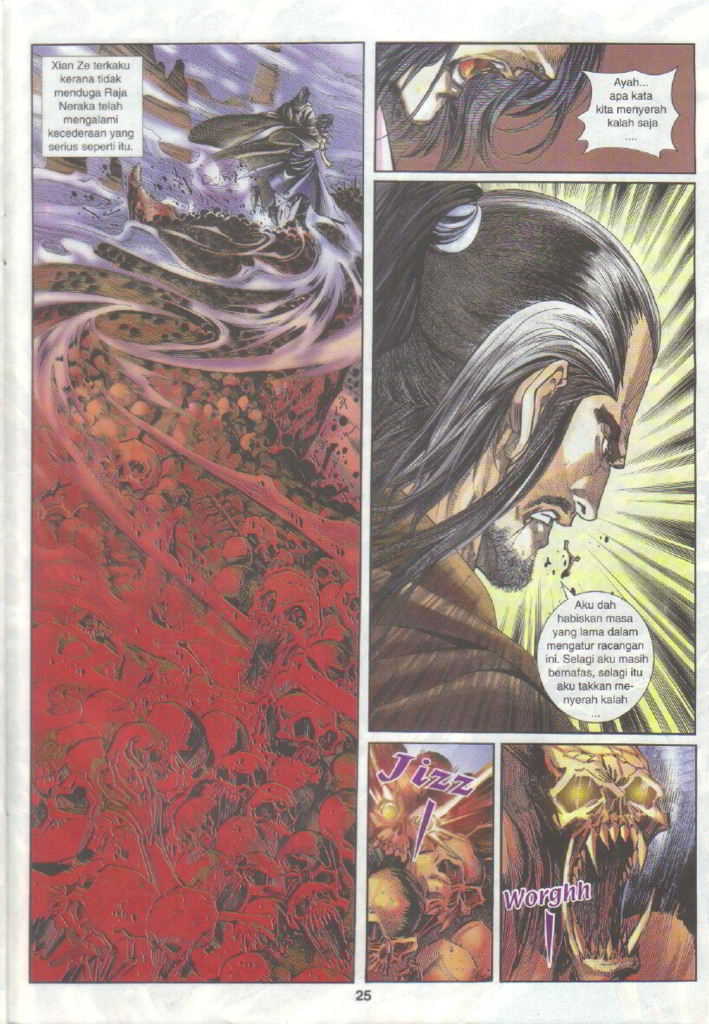 Xian Ze terkaku
kerana tidak
menduga Raja
Neraka telah
mengalami
kecederaan yang
serius seperti itu.
Ayah...
apa kata
kita menyerah
kalah saja
....
Aku dah
habiskan masa
yang lama dalam
mengatur racangan
ini. Selagi aku masih
bernafas, selagi itu
aku takkan me-
nyerah kalah
...
Jizz
Worghh
25